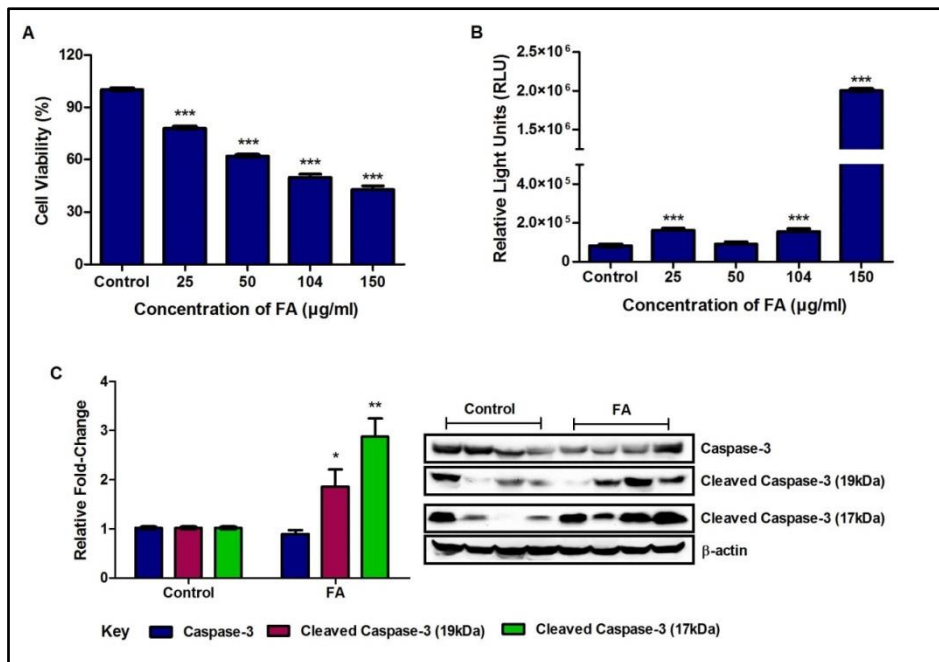 A
Cell Viability (%)
120
90
60
30
0
***
***
***
***
Control 25 50 104 150
Concentration of FA (µg/ml)
B
Relative Light Units (RLU)
2.5×10⁶
2.0×10⁶
1.5×10⁶
4.0×10⁵
2.0×10⁵
0
***
***
***
Control 25 50 104 150
Concentration of FA (µg/ml)
C
Relative Fold-Change
4
3
2
1
0
*
**
Control FA
Control FA
Caspase-3
Cleaved Caspase-3 (19kDa)
Cleaved Caspase-3 (17kDa)
β-actin
Key Caspase-3 Cleaved Caspase-3 (19kDa) Cleaved Caspase-3 (17kDa)